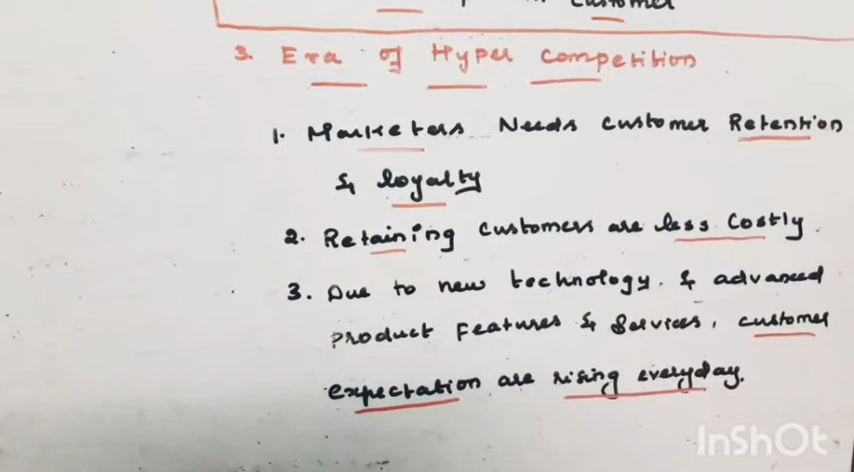 customer
3. Era of Hyper competition
1. Marketers Needs customer Retention
& loyalty
2. Retaining customers are less costly.
3. Due to new technology. & advanced
product Features & Services, customer
expectation are rising everyday.
InShOt